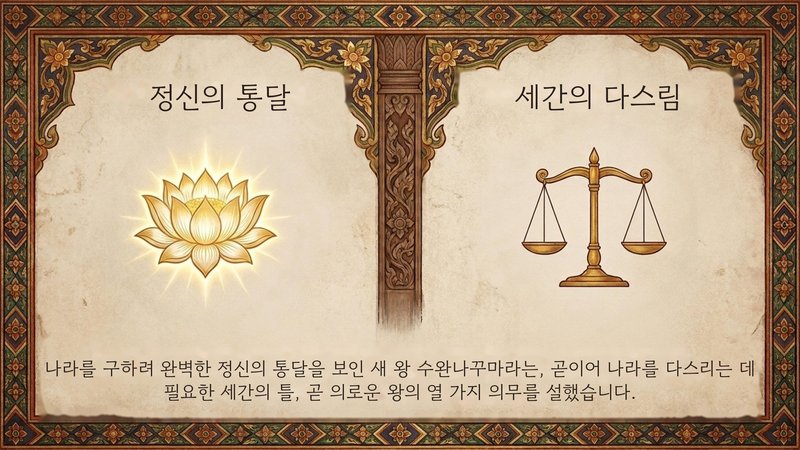 정신의 통달
세간의 다스림
나라를 구하려 완벽한 정신의 통달을 보인 새 왕 수완나꾸마라는, 곧이어 나라를 다스리는 데
필요한 세간의 틀, 곧 의로운 왕의 열 가지 의무를 설했습니다.